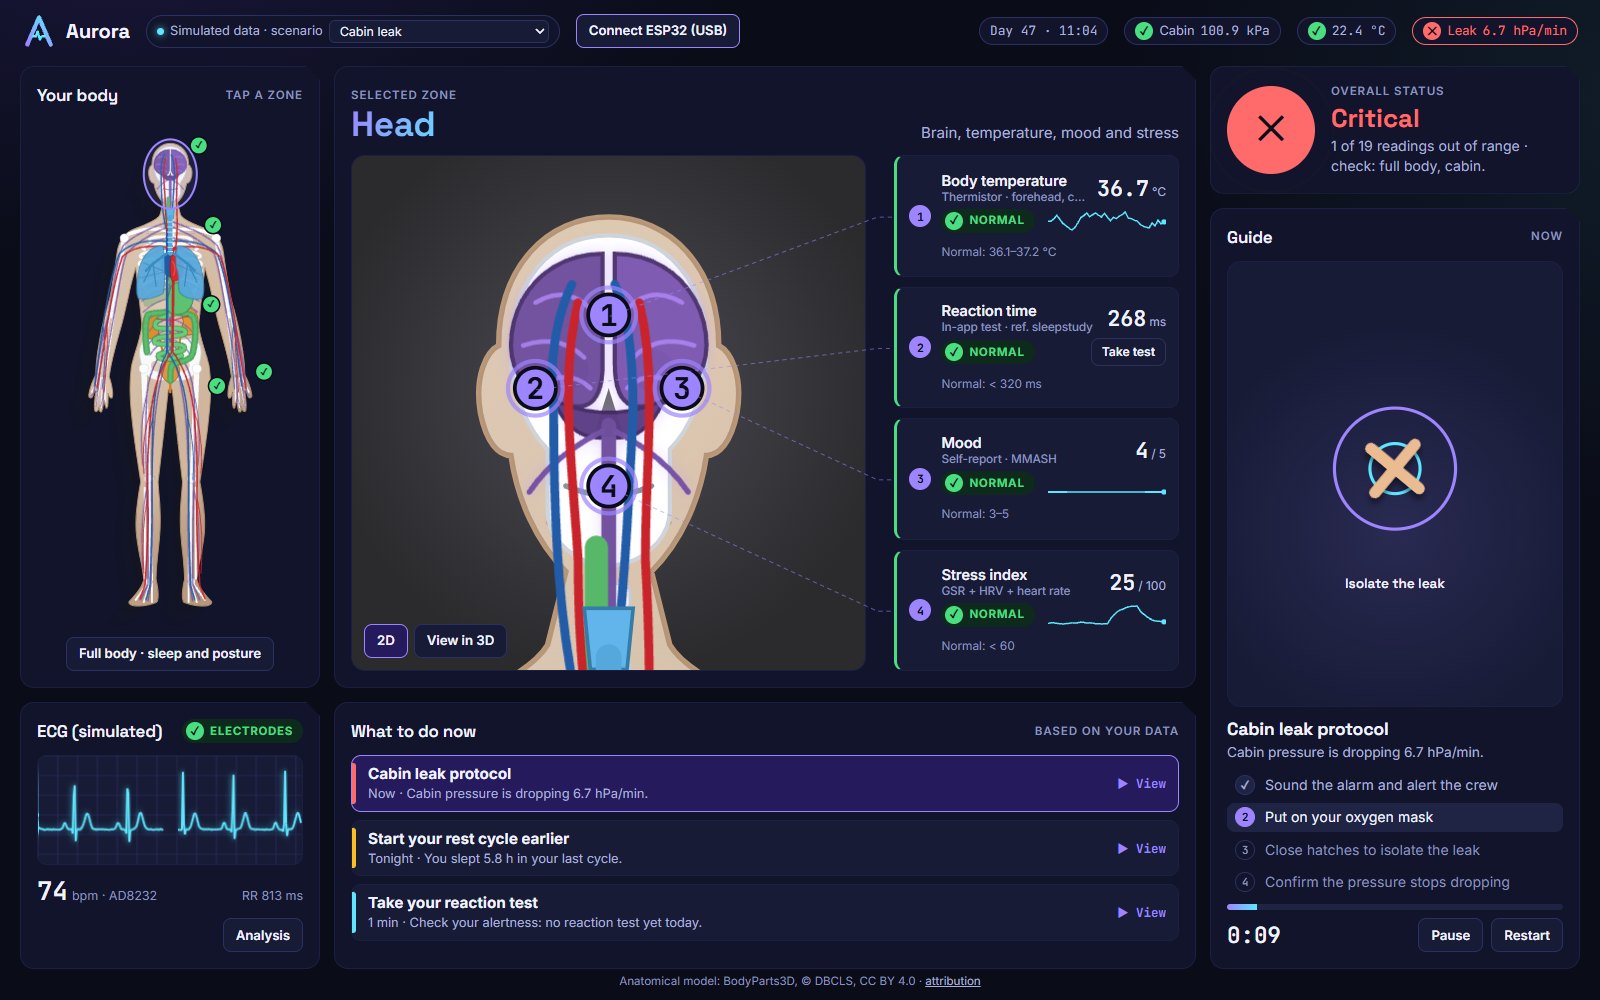 Aurora
Simulated data · scenario
Cabin leak
Connect ESP32 (USB)
Day 47 · 11:04
Cabin 100.9 kPa
22.4 °C
Leak 6.7 hPa/min
Your body
TAP A ZONE
Full body · sleep and posture
SELECTED ZONE
Head
Brain, temperature, mood and stress
1
2
3
4
2D
View in 3D
1
Body temperature
Thermistor · forehead, c...
36.7 °C
NORMAL
Normal: 36.1–37.2 °C
2
Reaction time
In-app test · ref. sleepstudy
268 ms
NORMAL
Take test
Normal: < 320 ms
3
Mood
Self-report · MMASH
4 / 5
NORMAL
Normal: 3–5
4
Stress index
GSR + HRV + heart rate
25 / 100
NORMAL
Normal: < 60
OVERALL STATUS
Critical
1 of 19 readings out of range ·
check: full body, cabin.
Guide
NOW
Isolate the leak
Cabin leak protocol
Cabin pressure is dropping 6.7 hPa/min.
Sound the alarm and alert the crew
2 Put on your oxygen mask
3 Close hatches to isolate the leak
4 Confirm the pressure stops dropping
0:09
Pause
Restart
ECG (simulated)
ELECTRODES
74 bpm · AD8232
RR 813 ms
Analysis
What to do now
BASED ON YOUR DATA
Cabin leak protocol
Now · Cabin pressure is dropping 6.7 hPa/min.
View
Start your rest cycle earlier
Tonight · You slept 5.8 h in your last cycle.
View
Take your reaction test
1 min · Check your alertness: no reaction test yet today.
View
Anatomical model: BodyParts3D, © DBCLS, CC BY 4.0 · attribution